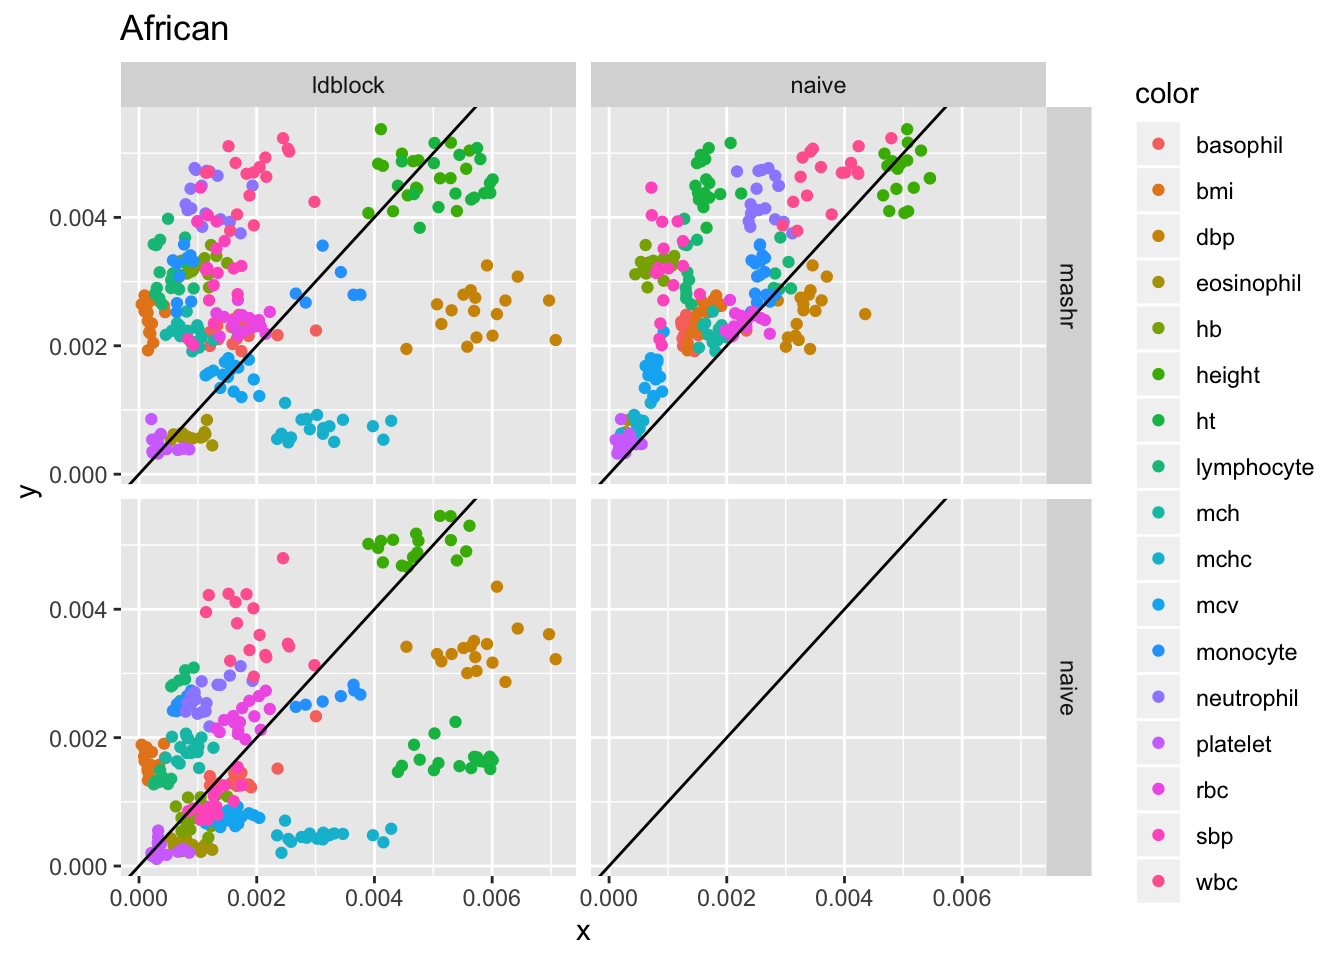 African
ldblock
naive
mashr
naive
0.004
0.002
0.000
0.004
0.002
0.000
y
0.000
0.002
0.004
0.006
0.000
0.002
0.004
0.006
x
color
basophil
bmi
dbp
eosinophil
hb
height
ht
lymphocyte
mch
mchc
mcv
monocyte
neutrophil
platelet
rbc
sbp
wbc